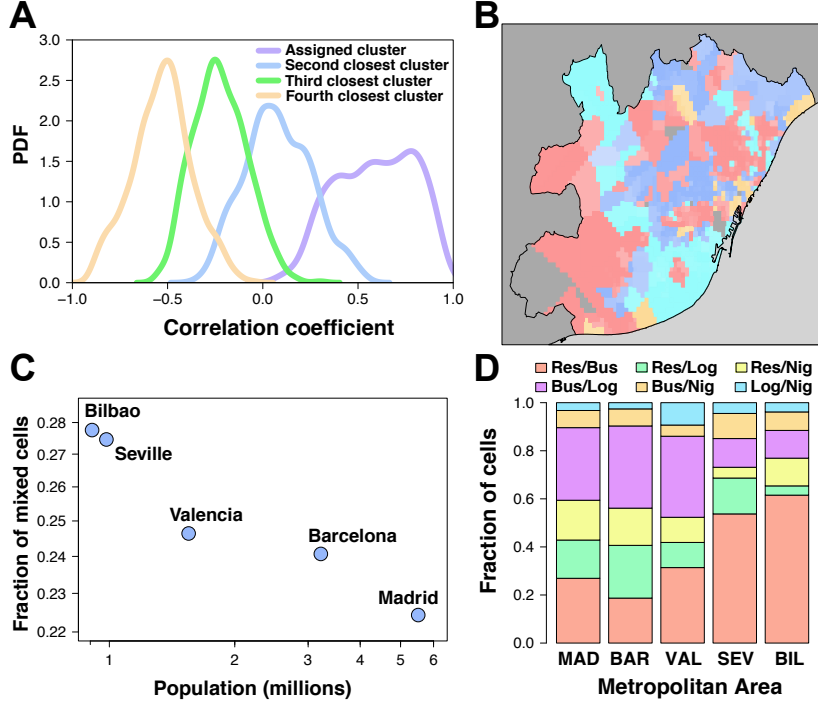 A
3.0
2.5
2.0
1.5
1.0
0.5
0.0
PDF
Assigned cluster
Second closest cluster
Third closest cluster
Fourth closest cluster
-1.0 -0.5 0.0 0.5 1.0
Correlation coefficient
B
C
0.28
0.27
0.26
0.25
0.24
0.23
0.22
Fraction of mixed cells
Bilbao
Seville
Valencia
Barcelona
Madrid
1 2 3 4 5 6
Population (millions)
D
Res/Bus Res/Log Res/Nig
Bus/Log Bus/Nig Log/Nig
1.0
0.8
0.6
0.4
0.2
0.0
Fraction of cells
MAD BAR VAL SEV BIL
Metropolitan Area